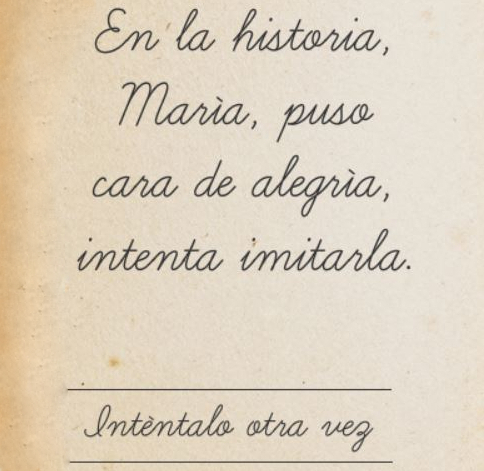 En la historia,
Marìa, puso
cara de alegrìa,
intenta imitarla.
Intèntalo otra vez